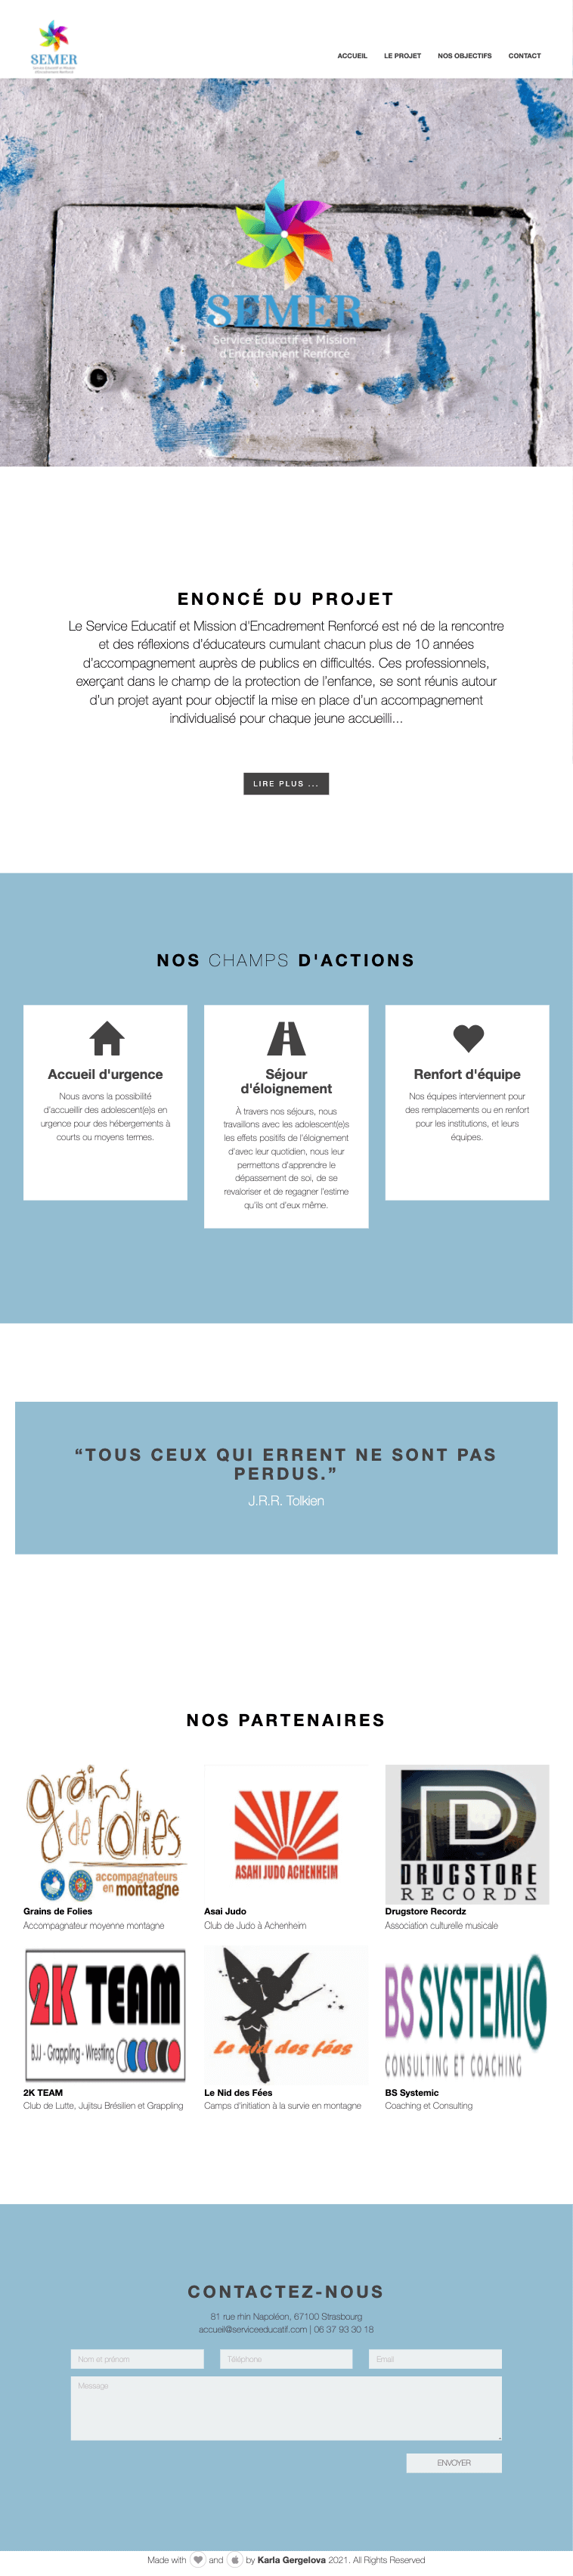 SEMER
Service Educatif et Mission
d'Encadrement Renforcé
ACCUEIL LE PROJET NOS OBJECTIFS CONTACT
SEMER
Service Educatif et Mission
d'Encadrement Renforcé
ENONCÉ DU PROJET
Le Service Educatif et Mission d'Encadrement Renforcé est né de la rencontre
et des réflexions d'éducateurs cumulant chacun plus de 10 années
d'accompagnement auprès de publics en difficultés. Ces professionnels,
exerçant dans le champ de la protection de l'enfance, se sont réunis autour
d'un projet ayant pour objectif la mise en place d'un accompagnement
individualisé pour chaque jeune accueilli...
LIRE PLUS ...
NOS CHAMPS D'ACTIONS
Accueil d'urgence
Nous avons la possibilité
d'accueillir des adolescent(e)s en
urgence pour des hébergements à
courts ou moyens termes.
Séjour
d'éloignement
À travers nos séjours, nous
travaillons avec les adolescent(e)s
les effets positifs de l'éloignement
d'avec leur quotidien, nous leur
permettons d'apprendre le
dépassement de soi, de se
revaloriser et de regagner l'estime
qu'ils ont d'eux même.
Renfort d'équipe
Nos équipes interviennent pour
des remplacements ou en renfort
pour les institutions, et leurs
équipes.
“TOUS CEUX QUI ERRENT NE SONT PAS
PERDUS.”
J.R.R. Tolkien
NOS PARTENAIRES
grains
de folies
accompagnateurs
en montagne
Grains de Folies
Accompagnateur moyenne montagne
ASAHI JUDO ACHENHEIM
Asai Judo
Club de Judo à Achenheim
D
DRUGSTORE
RECORDZ
Drugstore Recordz
Association culturelle musicale
2K TEAM
BJJ - Grappling - Wrestling
2K TEAM
Club de Lutte, Jujitsu Brésilien et Grappling
Le nid des fées
Le Nid des Fées
Camps d'initiation à la survie en montagne
BS SYSTEMIC
CONSULTING ET COACHING
BS Systemic
Coaching et Consulting
CONTACTEZ-NOUS
81 rue rhin Napoléon, 67100 Strasbourg
accueil@serviceeducatif.com | 06 37 93 30 18
Nom et prénom Téléphone Email
Message
ENVOYER
Made with and by Karla Gergelova 2021. All Rights Reserved